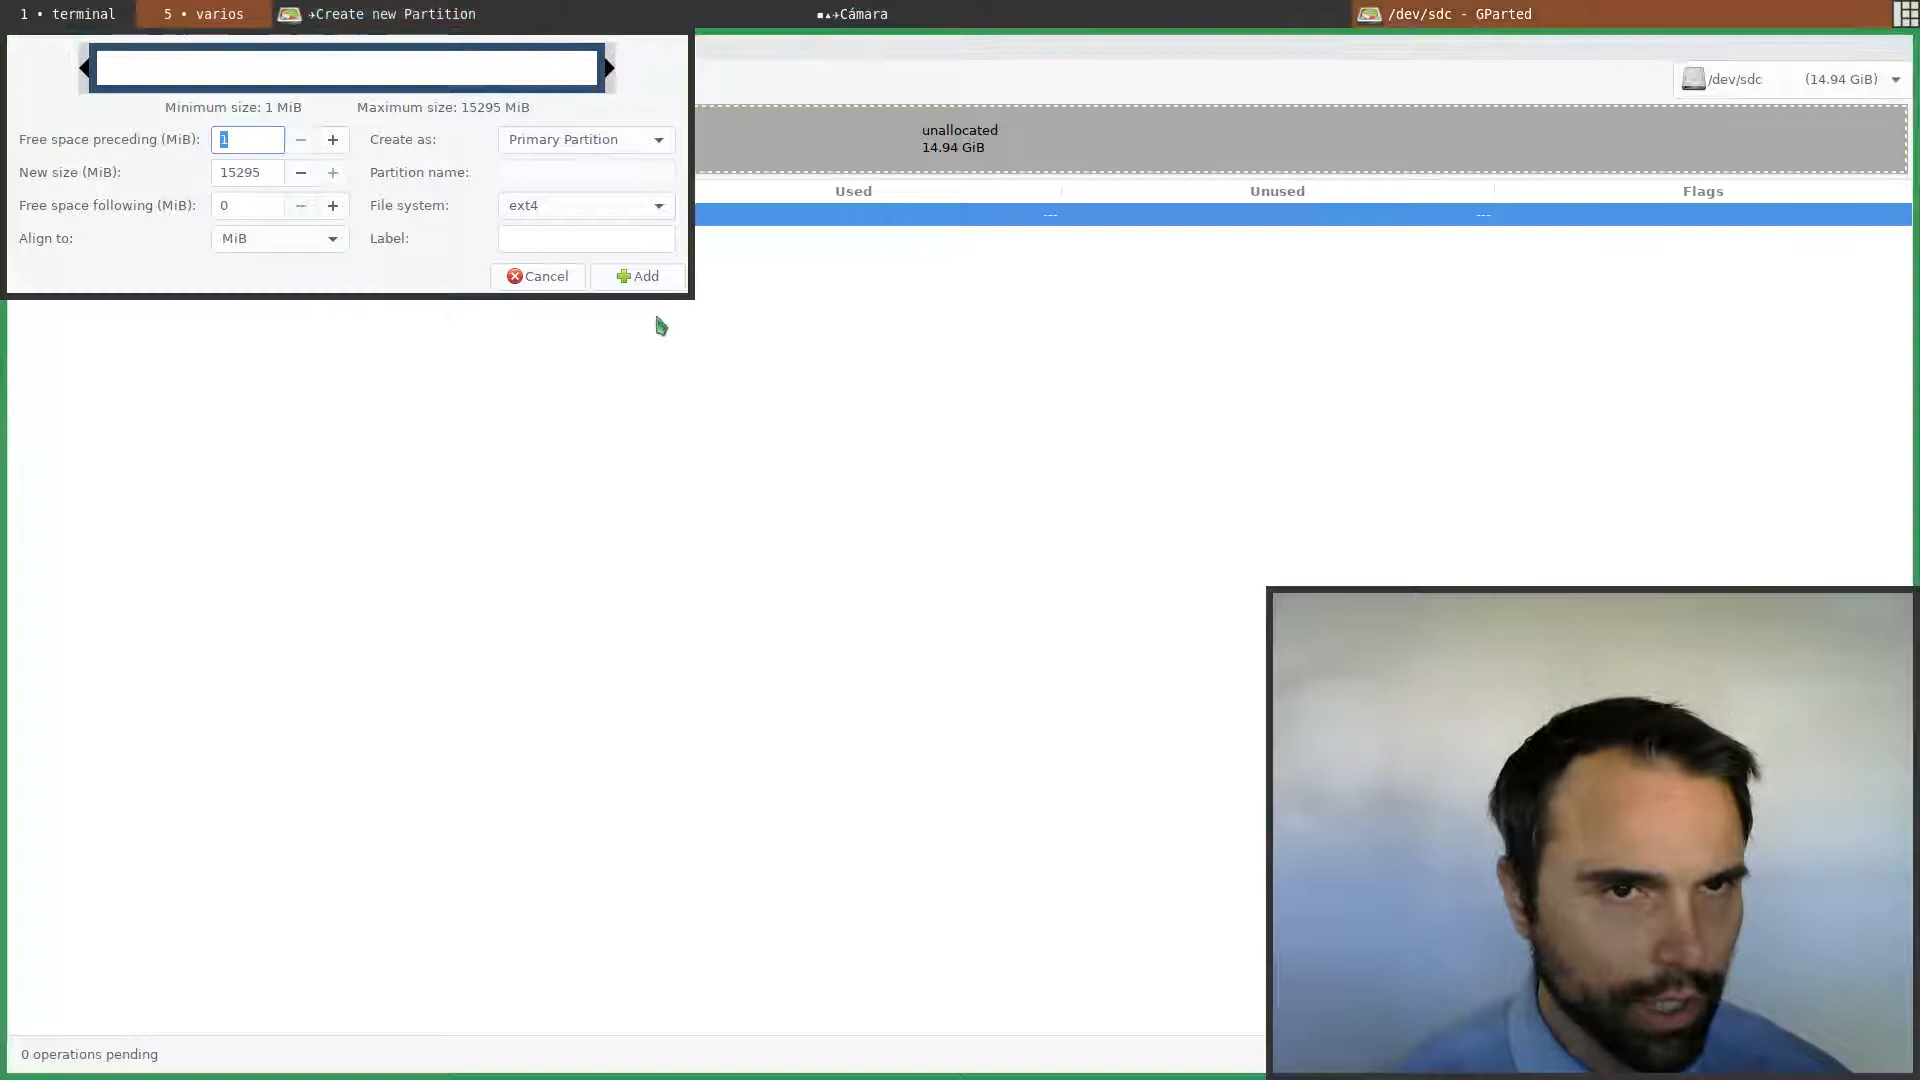 1 • terminal
5 • varios
✈Create new Partition
▪▴✈Cámara
/dev/sdc - GParted
Minimum size: 1 MiB
Maximum size: 15295 MiB
Free space preceding (MiB):
1
−
+
Create as:
Primary Partition
New size (MiB):
15295
−
+
Partition name:
Free space following (MiB):
0
−
+
File system:
ext4
Align to:
MiB
Label:
Cancel
Add
/dev/sdc (14.94 GiB)
unallocated
14.94 GiB
Used
Unused
Flags
---
---
0 operations pending